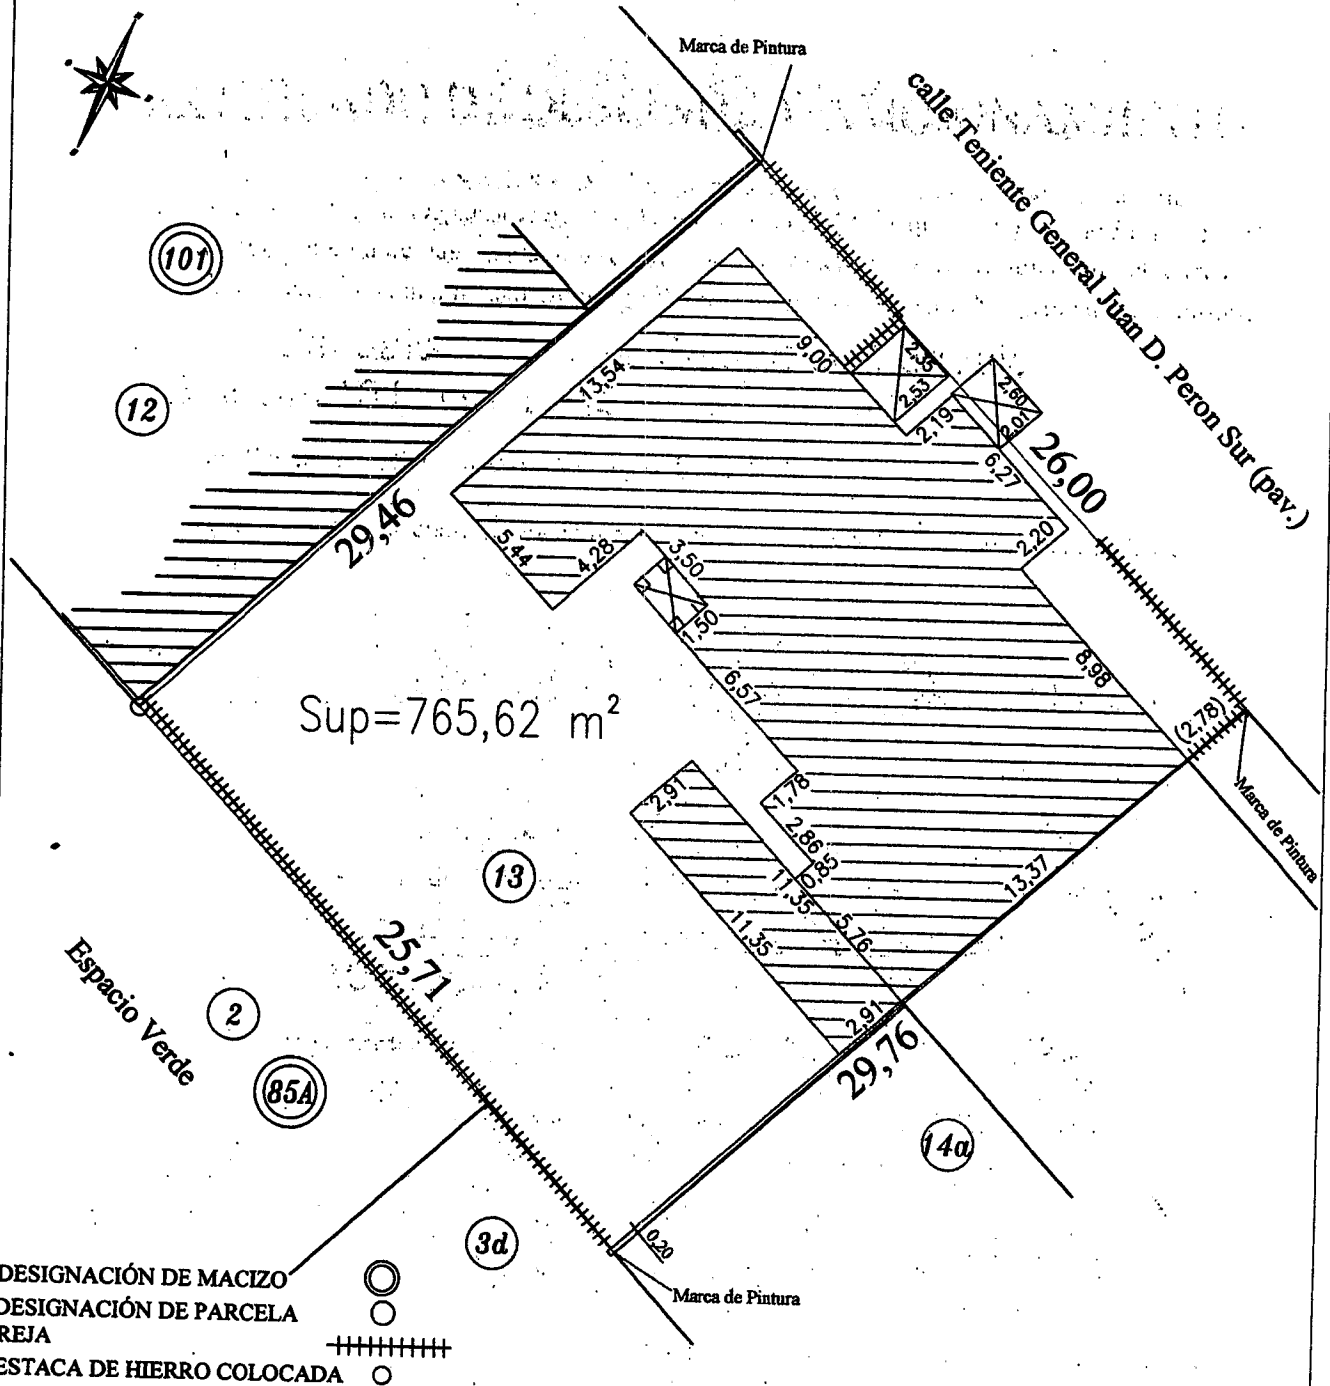 Marca de Pintura
calle Teniente General Juan D. Peron Sur (pav.)
101
12
9,00
2,35
2,53
13,54
2,60
2,01
2,19
6,27
26,00
29,46
2,20
5,44
4,28
3,50
1,50
8,98
6,57
(2,78)
Sup=765,62 m²
Marca de Pintura
2,91
1,78
2,86
0,85
13
11,35
13,37
11,35
5,76
25,71
Espacio Verde
2
2,91
29,76
85A
14a
3d
0,20
Marca de Pintura
DESIGNACIÓN DE MACIZO
DESIGNACIÓN DE PARCELA
REJA
ESTACA DE HIERRO COLOCADA